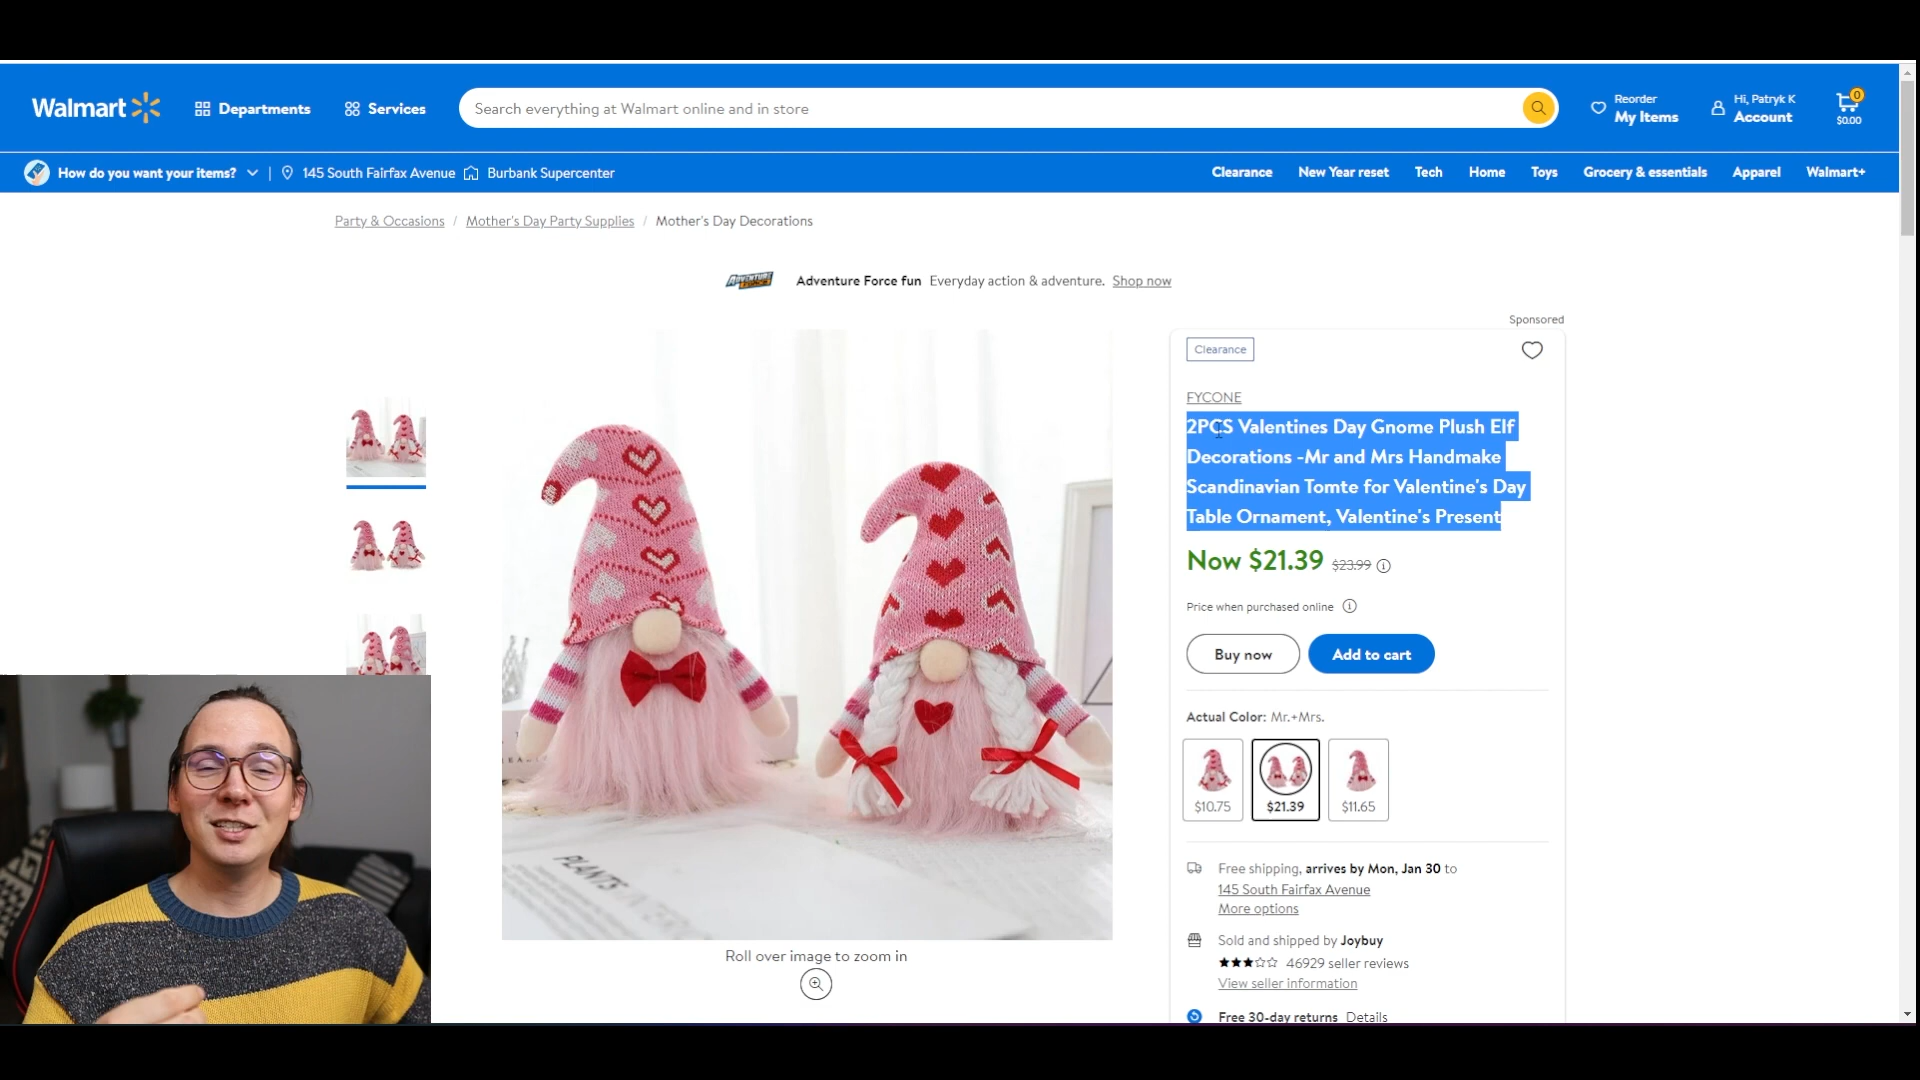 Walmart
Departments
Services
Search everything at Walmart online and in store
Reorder
My Items
Hi, Patryk K
Account
0
$0.00
How do you want your items?
145 South Fairfax Avenue
Burbank Supercenter
Clearance
New Year reset
Tech
Home
Toys
Grocery & essentials
Apparel
Walmart+
Party & Occasions / Mother's Day Party Supplies / Mother's Day Decorations
ADVENTURE FORCE
Adventure Force fun Everyday action & adventure. Shop now
Sponsored
Clearance
FYCONE
2PCS Valentines Day Gnome Plush Elf
Decorations -Mr and Mrs Handmake
Scandinavian Tomte for Valentine's Day
Table Ornament, Valentine's Present
Now $21.39 $23.99
Price when purchased online
Buy now
Add to cart
Actual Color: Mr.+Mrs.
$10.75
$21.39
$11.65
PLANTS
Free shipping, arrives by Mon, Jan 30 to
145 South Fairfax Avenue
More options
Sold and shipped by Joybuy
46929 seller reviews
View seller information
Free 30-day returns Details
Roll over image to zoom in